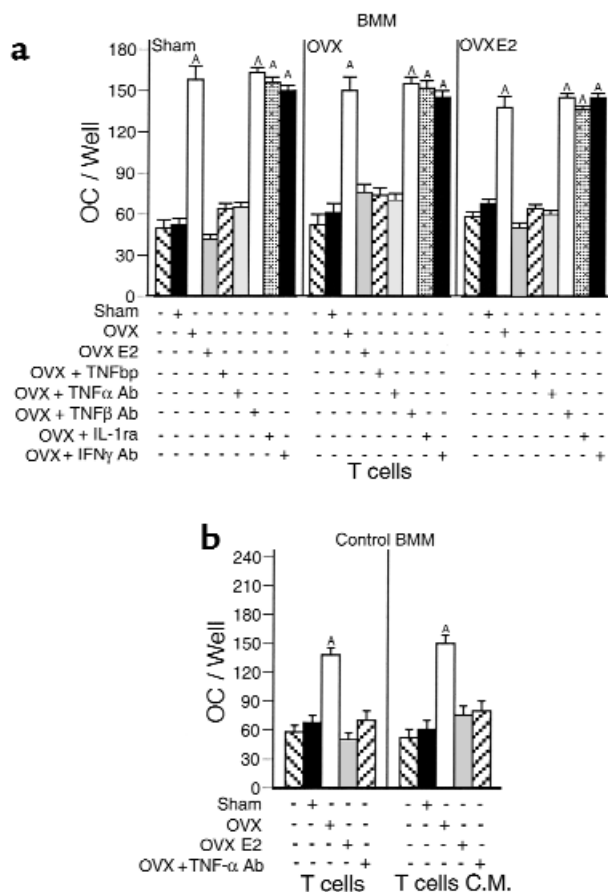 a
BMM
Sham
OVX
OVX E2
OC / Well
180
150
120
90
60
30
0
A A A A
A A A A
A A A A
Sham - + - - - - - - - - + - - - - - - - - + - - - - - - -
OVX - - + - - - - - - - - + - - - - - - - - + - - - - - -
OVX E2 - - - + - - - - - - - - + - - - - - - - - + - - - - -
OVX + TNFbp - - - - + - - - - - - - - + - - - - - - - - + - - - -
OVX + TNFα Ab - - - - - + - - - - - - - - + - - - - - - - - + - - -
OVX + TNFβ Ab - - - - - - + - - - - - - - - + - - - - - - - - + - -
OVX + IL-1ra - - - - - - - + - - - - - - - - + - - - - - - - - + -
OVX + IFNγ Ab - - - - - - - - + - - - - - - - - + - - - - - - - - +
T cells
b
Control BMM
OC / Well
240
210
180
150
120
90
60
30
0
A A
Sham - + - - - - + - - -
OVX - - + - - - - + - -
OVX E2 - - - + - - - - + -
OVX +TNF-α Ab - - - - + - - - - +
T cells T cells C.M.